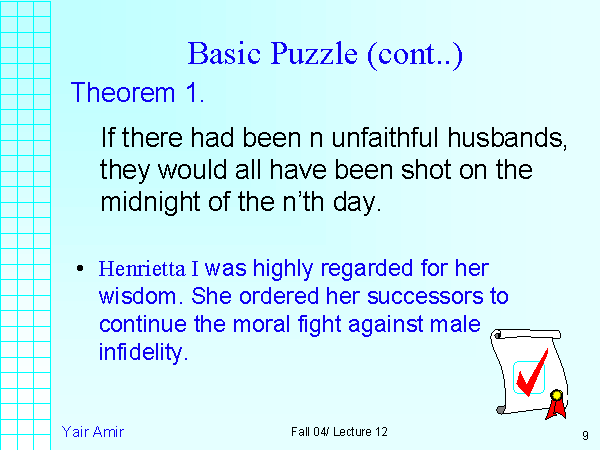 Basic Puzzle (cont..)
Theorem 1.
If there had been n unfaithful husbands,
they would all have been shot on the
midnight of the n’th day.
• Henrietta I was highly regarded for her
wisdom. She ordered her successors to
continue the moral fight against male
infidelity.
Yair Amir
Fall 04/ Lecture 12
9